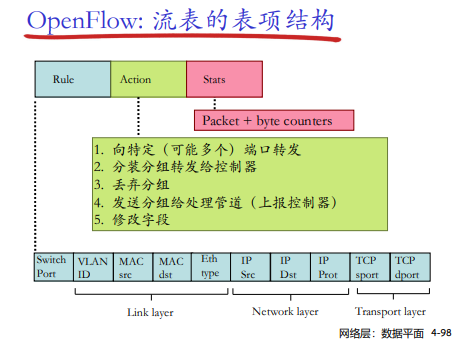 OpenFlow: 流表的表项结构
Rule Action Stats
Packet + byte counters
1. 向特定（可能多个）端口转发
2. 分装分组转发给控制器
3. 丢弃分组
4. 发送分组给处理管道（上报控制器）
5. 修改字段
Switch Port
VLAN ID
MAC src
MAC dst
Eth type
IP Src
IP Dst
IP Prot
TCP sport
TCP dport
Link layer
Network layer
Transport layer
网络层：数据平面 4-98